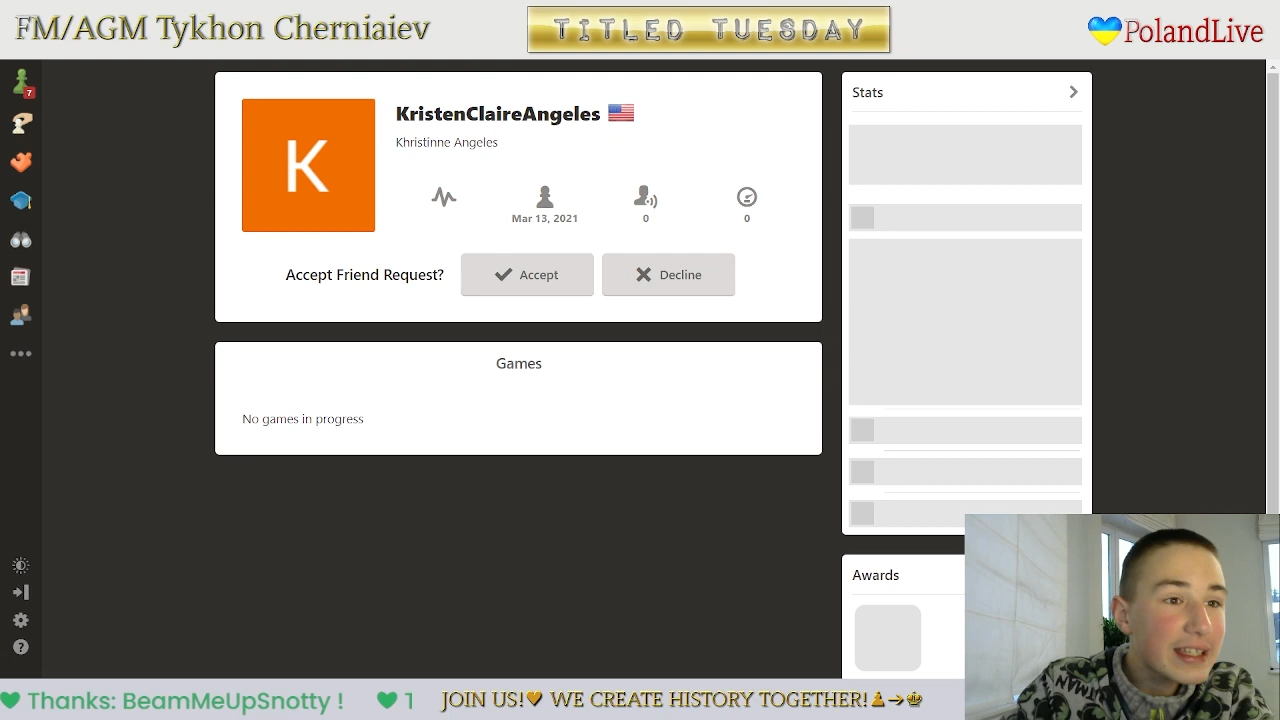 FM/AGM Tykhon Cherniaiev
TITLED TUESDAY
PolandLive
7
KristenClaireAngeles
Khristinne Angeles
Mar 13, 2021
0
0
Accept Friend Request?
Accept
Decline
Games
No games in progress
Stats
Awards
K
Thanks: BeamMeUpSnotty !
1
JOIN US! WE CREATE HISTORY TOGETHER!